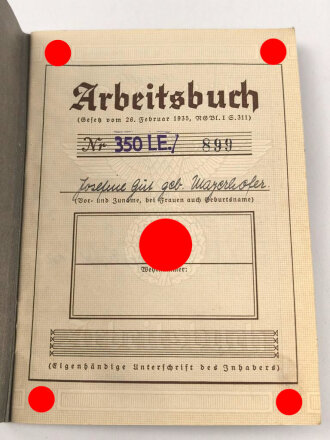 Arbeitsbuch
(Gesetz vom 26. Februar 1935, RGBl. I S. 311)
Nr 350 LE/ 899
Josefine Gut geb. Mayerhofer.
(Vor- und Zuname, bei Frauen auch Geburtsname)
(Eigenhändige Unterschrift des Inhabers)